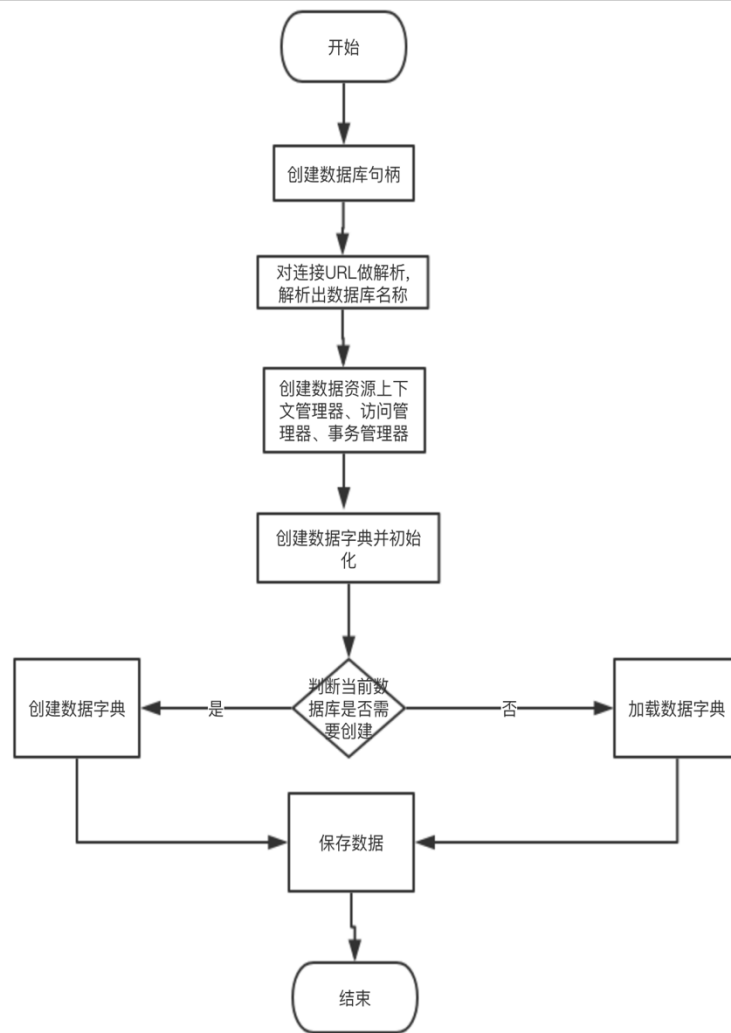 开始
创建数据库句柄
对连接URL做解析,
解析出数据库名称
创建数据资源上下
文管理器、访问管
理器、事务管理器
创建数据字典并初始
化
判断当前数
据库是否需
要创建
创建数据字典
是
否
加载数据字典
保存数据
结束